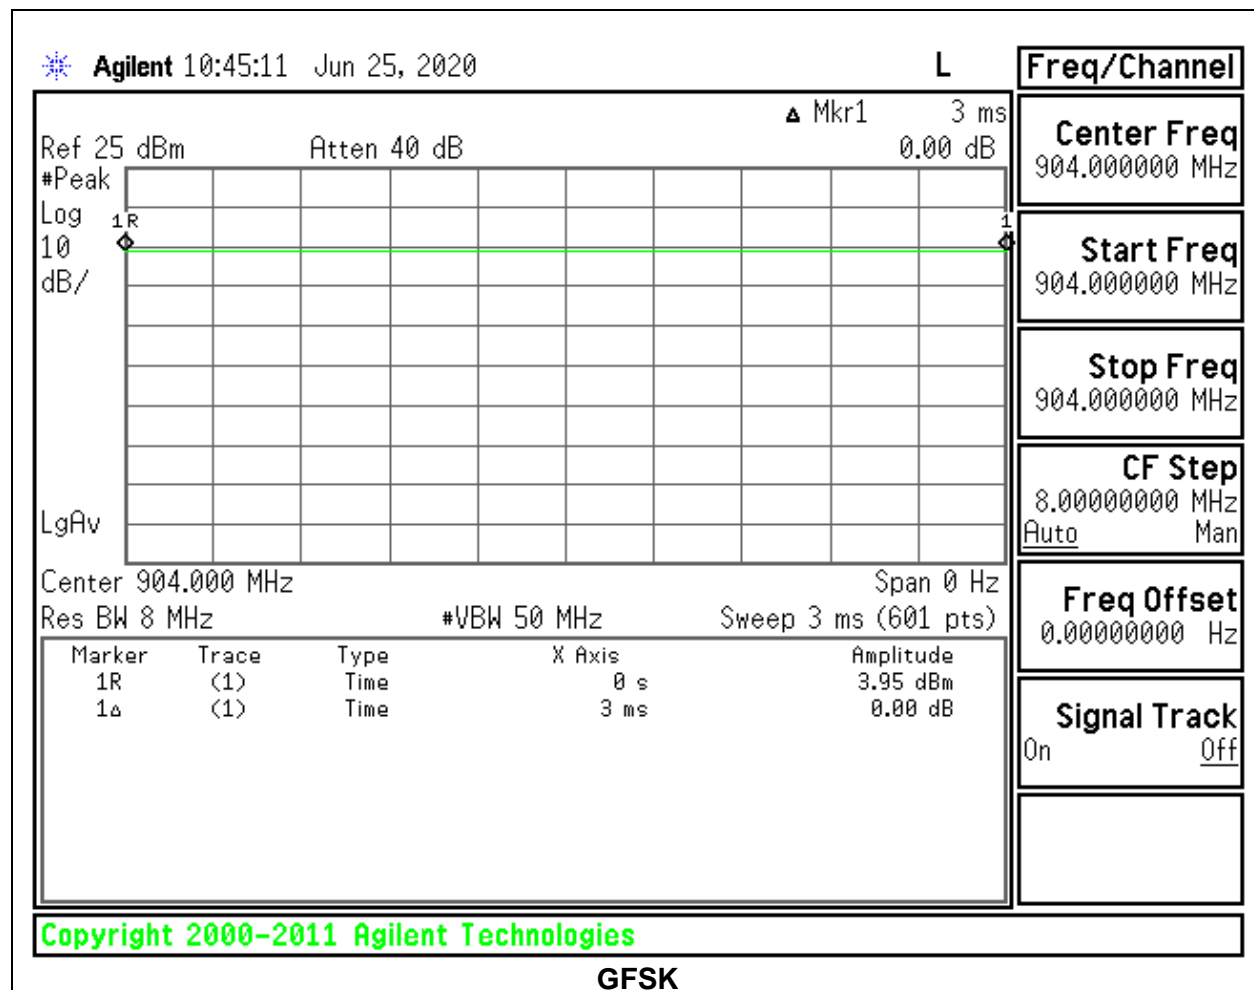 Agilent 10:45:11 Jun 25, 2020 L
Freq/Channel
Δ Mkr1 3 ms
Ref 25 dBm Atten 40 dB 0.00 dB
#Peak
Log
10
dB/
1R
1
LgAv
Center 904.000 MHz Span 0 Hz
Res BW 8 MHz #VBW 50 MHz Sweep 3 ms (601 pts)
Marker Trace Type X Axis Amplitude
1R (1) Time 0 s 3.95 dBm
1Δ (1) Time 3 ms 0.00 dB
Center Freq
904.000000 MHz
Start Freq
904.000000 MHz
Stop Freq
904.000000 MHz
CF Step
8.00000000 MHz
Auto Man
Freq Offset
0.00000000 Hz
Signal Track
On Off
Copyright 2000-2011 Agilent Technologies
GFSK